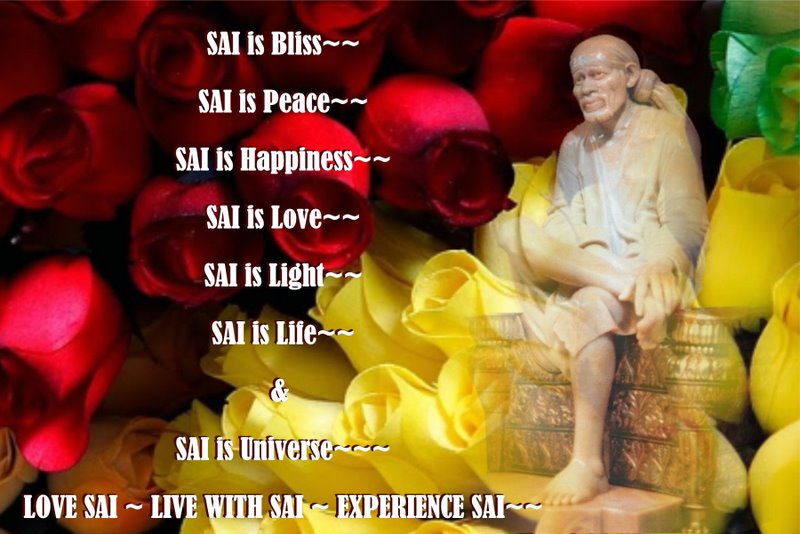 SAI is Bliss~~
SAI is Peace~~
SAI is Happiness~~
SAI is Love~~
SAI is Light~~
SAI is Life~~
&
SAI is Universe~~~
LOVE SAI ~ LIVE WITH SAI ~ EXPERIENCE SAI~~